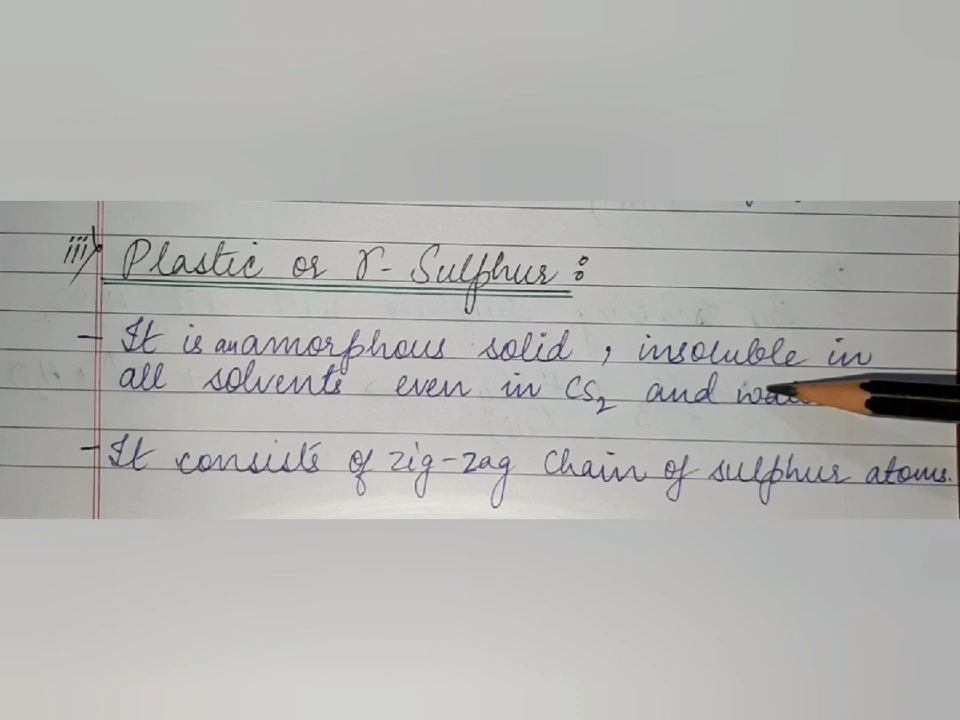 iii) Plastic or γ- Sulphur :
- It is an amorphous solid , insoluble in
all solvents even in CS₂ and
- It consists of zig-zag chain of sulphur atoms.